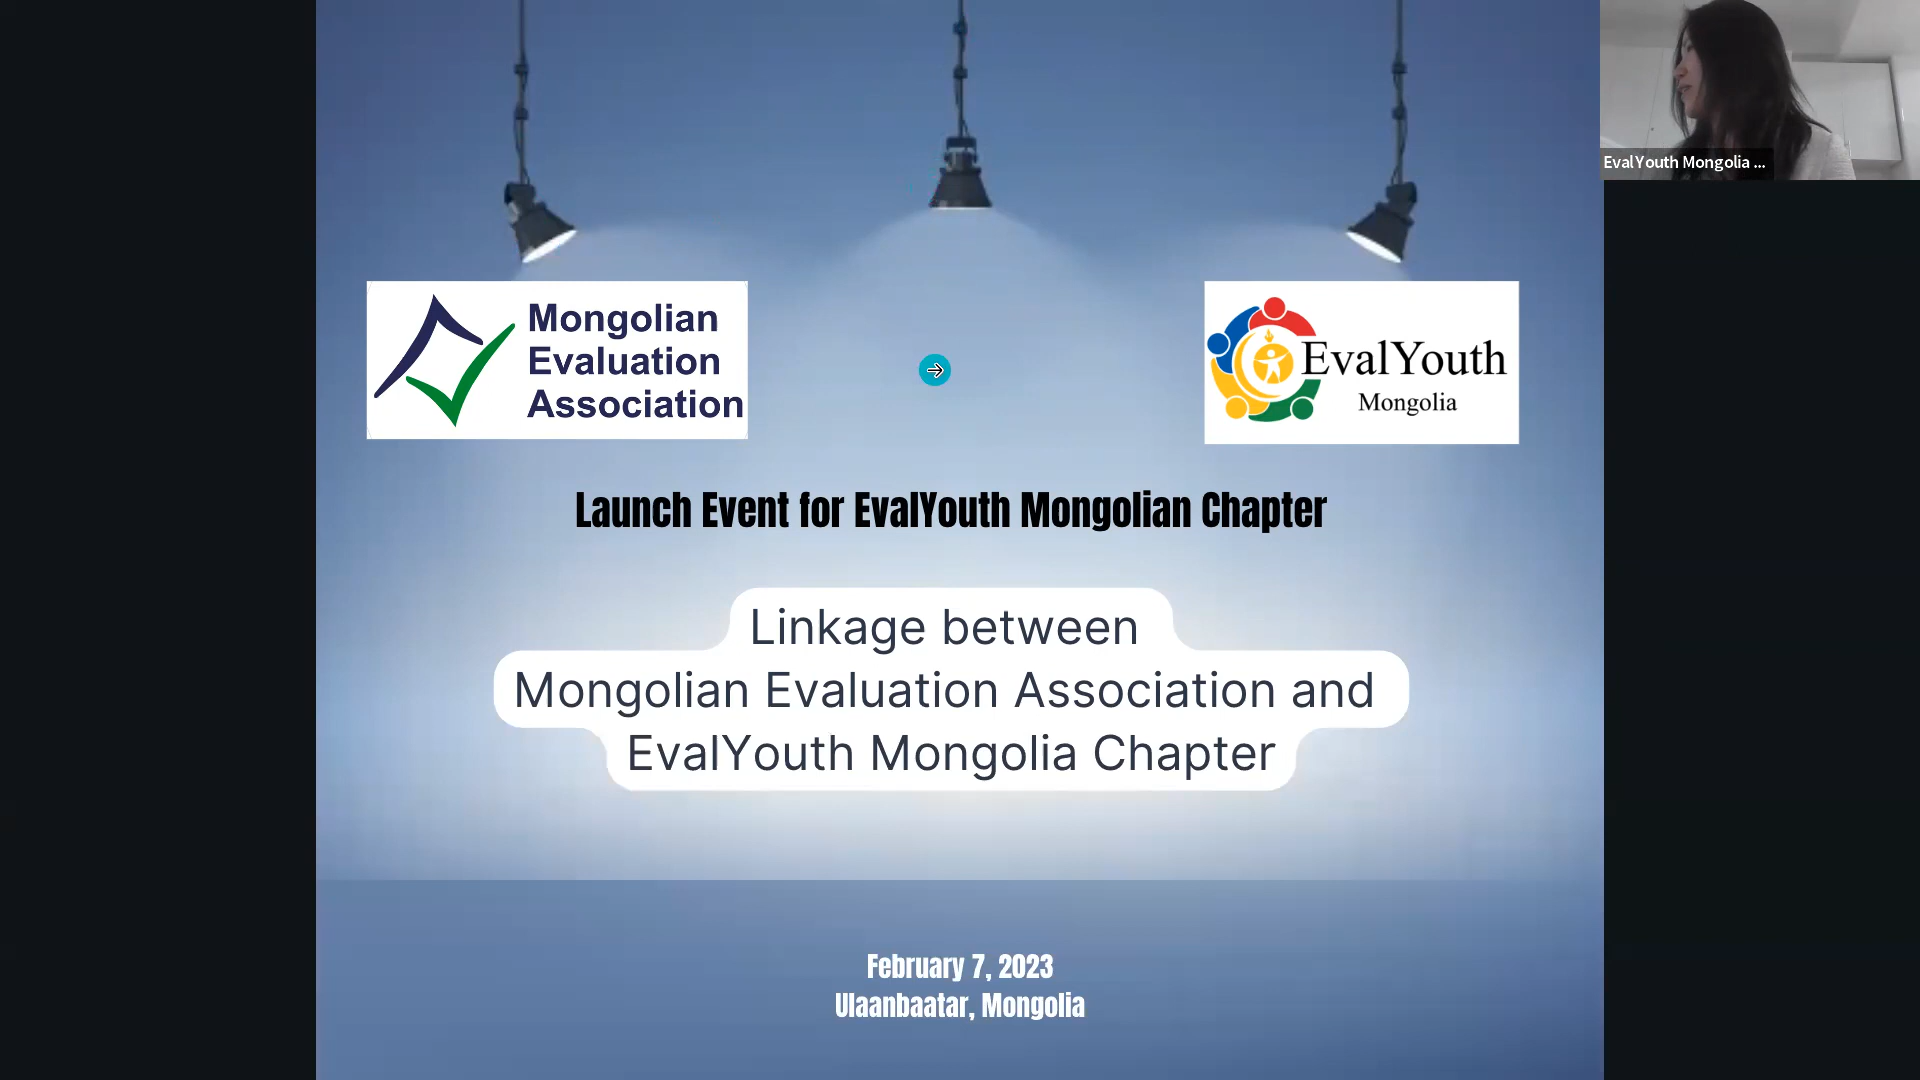 EvalYouth Mongolia ...
Mongolian
Evaluation
Association
EvalYouth
Mongolia
Launch Event for EvalYouth Mongolian Chapter
Linkage between
Mongolian Evaluation Association and
EvalYouth Mongolia Chapter
February 7, 2023
Ulaanbaatar, Mongolia